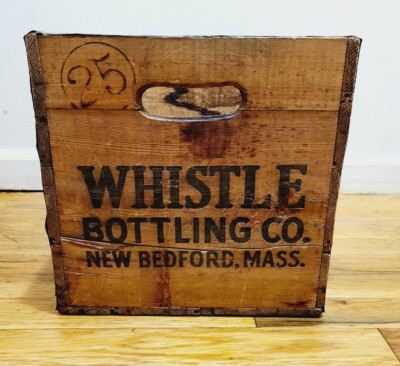 25
WHISTLE
BOTTLING CO.
NEW BEDFORD, MASS.